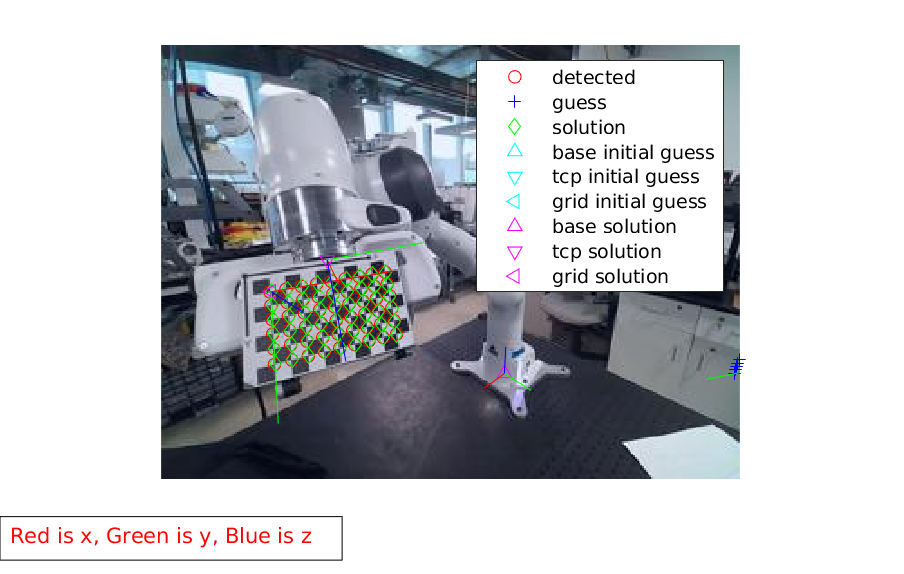 detected
guess
solution
base initial guess
tcp initial guess
grid initial guess
base solution
tcp solution
grid solution
Red is x, Green is y, Blue is z